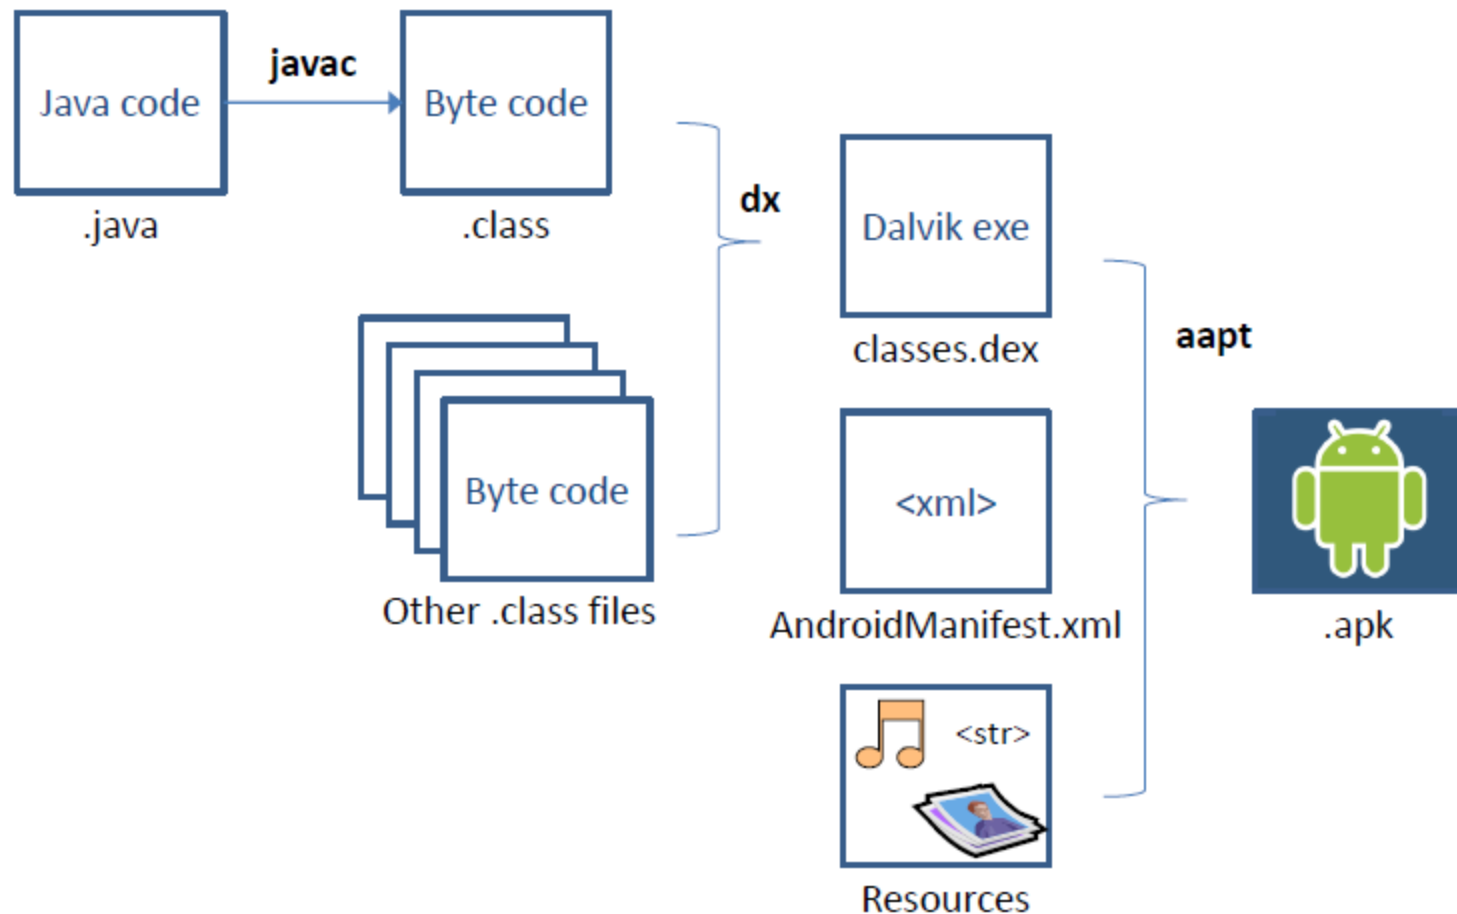 Java code
.java
javac
Byte code
.class
Byte code
Other .class files
dx
Dalvik exe
classes.dex
<xml>
AndroidManifest.xml
<str>
Resources
aapt
.apk